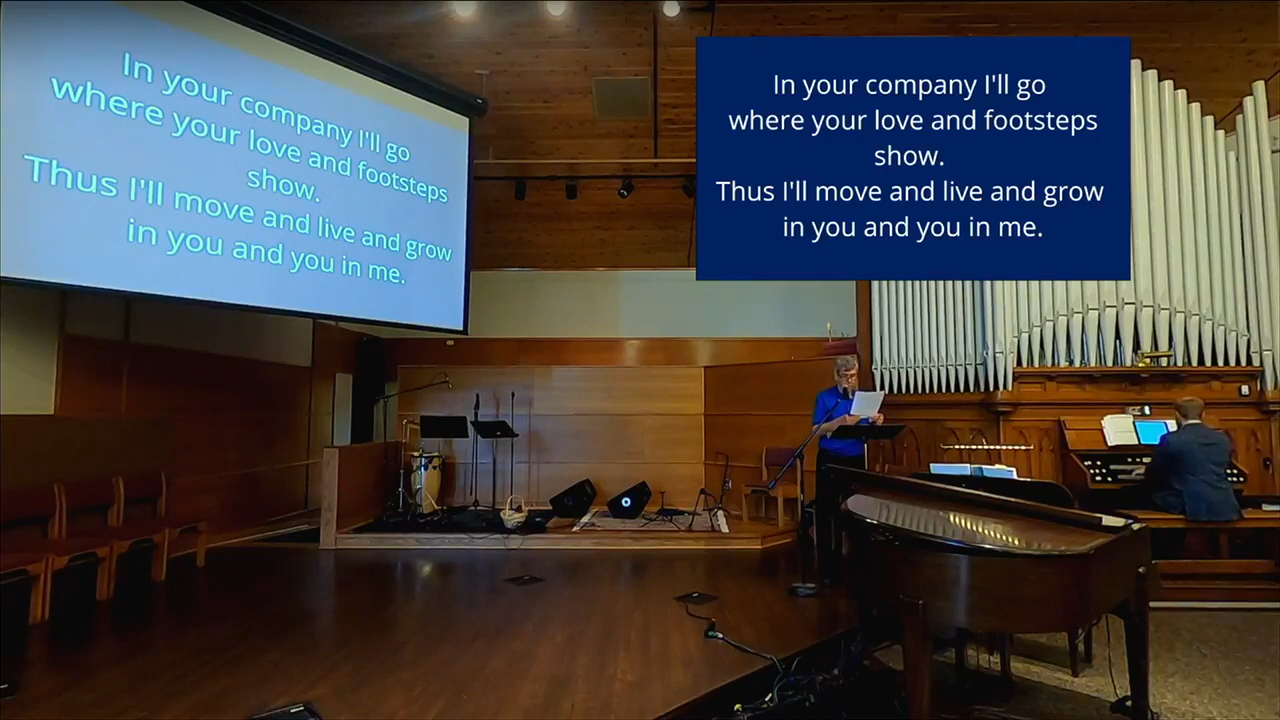 In your company I'll go
where your love and footsteps
show.
Thus I'll move and live and grow
in you and you in me.
In your company I'll go
where your love and footsteps
show.
Thus I'll move and live and grow
in you and you in me.